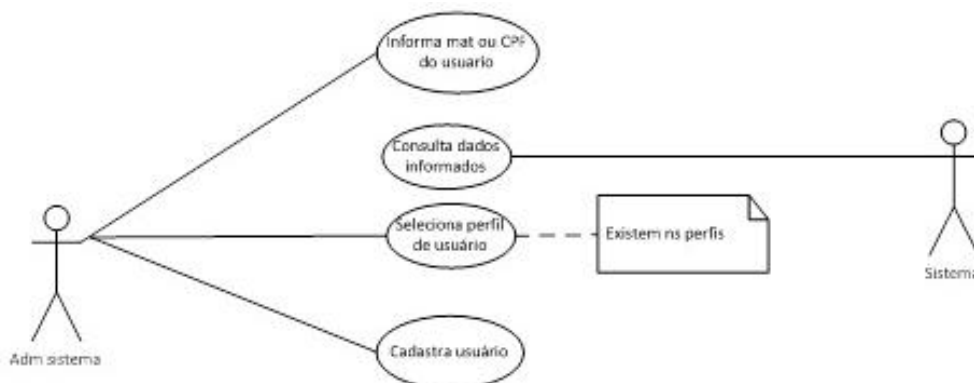 Informa mat ou CPF
do usuario
Consulta dados
informados
Seleciona perfil
de usuário
Existem ns perfis
Sistema
Cadastra usuário
Adm sistema